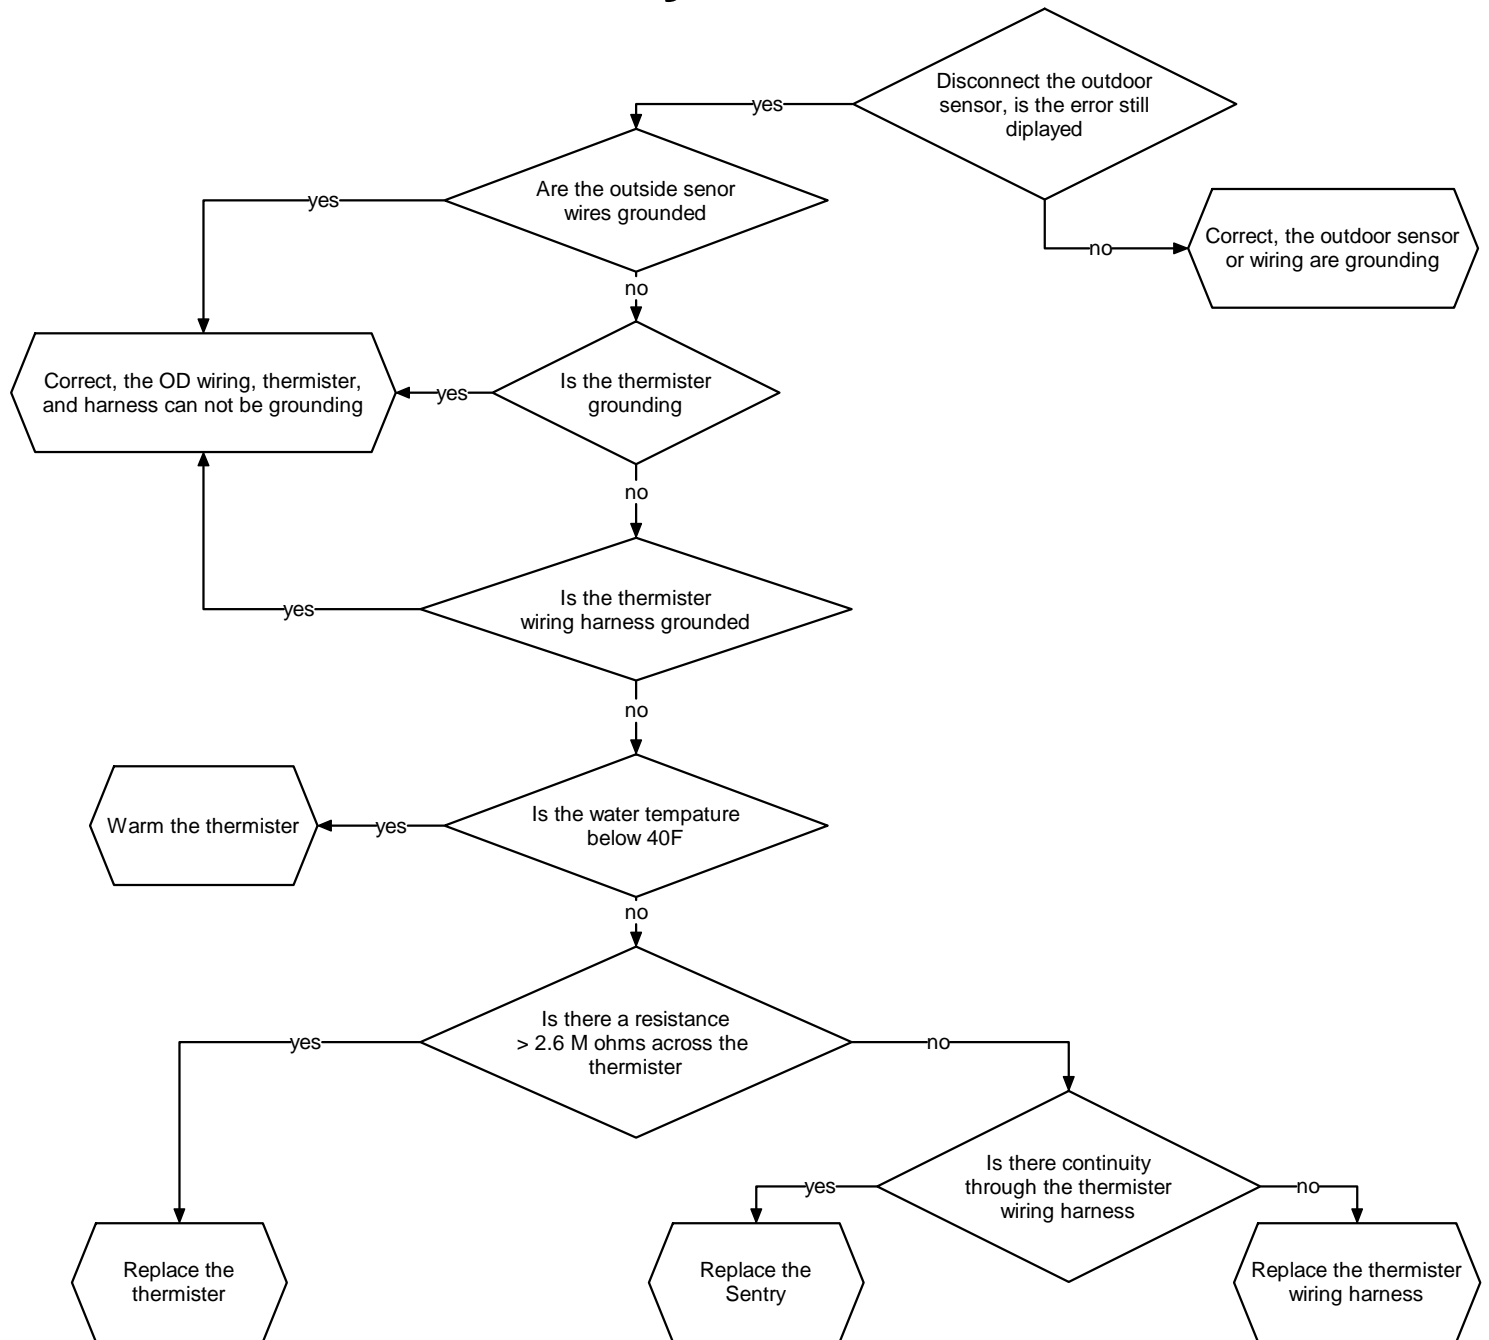 Disconnect the outdoor
sensor, is the error still
diplayed
yes
Are the outside senor
wires grounded
yes
no
Correct, the outdoor sensor
or wiring are grounding
no
Correct, the OD wiring, thermister,
and harness can not be grounding
yes
Is the thermister
grounding
no
Is the thermister
wiring harness grounded
yes
no
Warm the thermister
yes
Is the water tempature
below 40F
no
Is there a resistance
> 2.6 M ohms across the
thermister
yes
no
Is there continuity
through the thermister
wiring harness
yes
no
Replace the
thermister
Replace the
Sentry
Replace the thermister
wiring harness